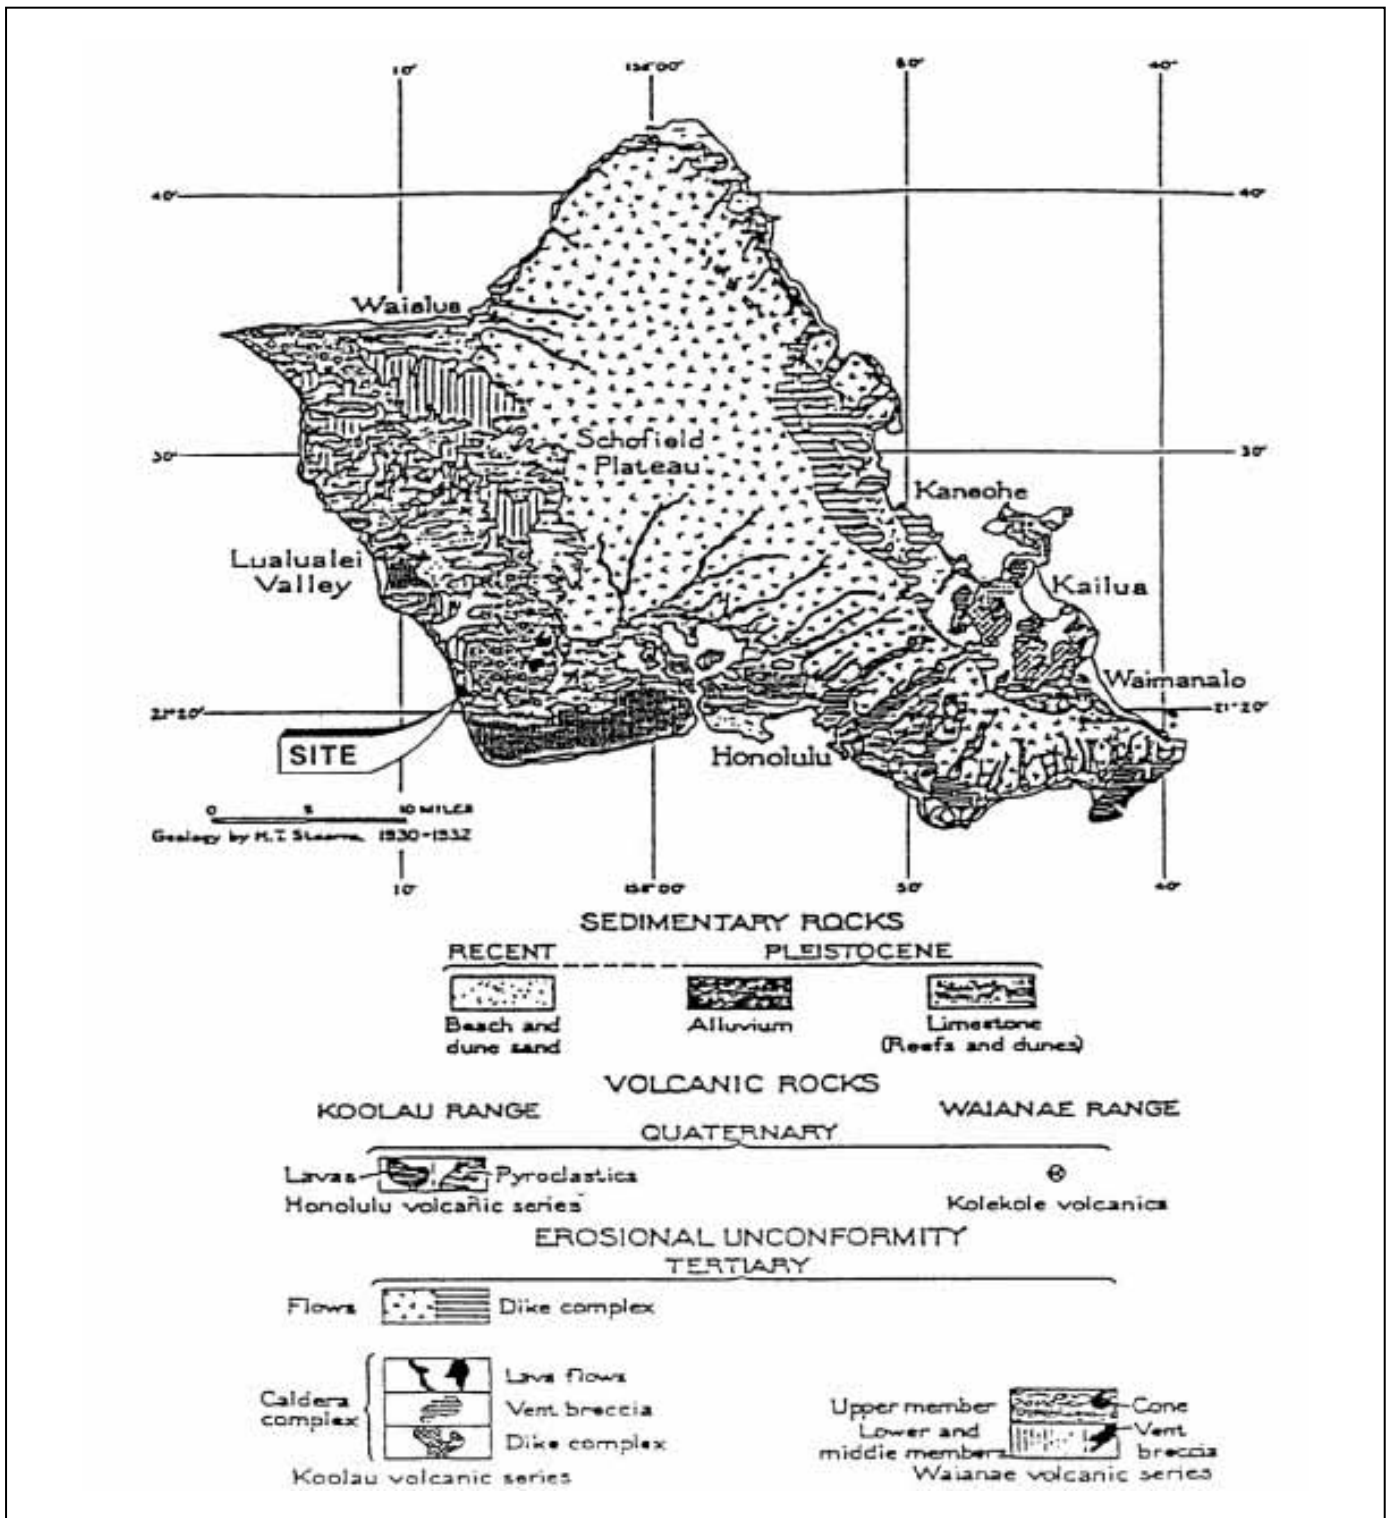 10' 158°00' 50' 40'
40' 40'
Waialua
Schofield
Plateau
30' 30'
Kaneohe
Lualualei
Valley
Kailua
Waimanalo
21°20' 21°20'
SITE
Honolulu
0 5 10 MILES
Geology by H.T. Stearns, 1930-1932
10' 158°00' 50' 40'
SEDIMENTARY ROCKS
RECENT PLEISTOCENE
Beach and
dune sand
Alluvium
Limestone
(Reefs and dunes)
VOLCANIC ROCKS
KOOLAU RANGE WAIANAE RANGE
QUATERNARY
Lavas Pyroclastics
Honolulu volcanic series
Kolekole volcanics
EROSIONAL UNCONFORMITY
TERTIARY
Flows Dike complex
Caldera
complex
Lava flows
Vent breccia
Dike complex
Koolau volcanic series
Upper member Cone
Lower and
middle members
Vent
breccia
Waianae volcanic series